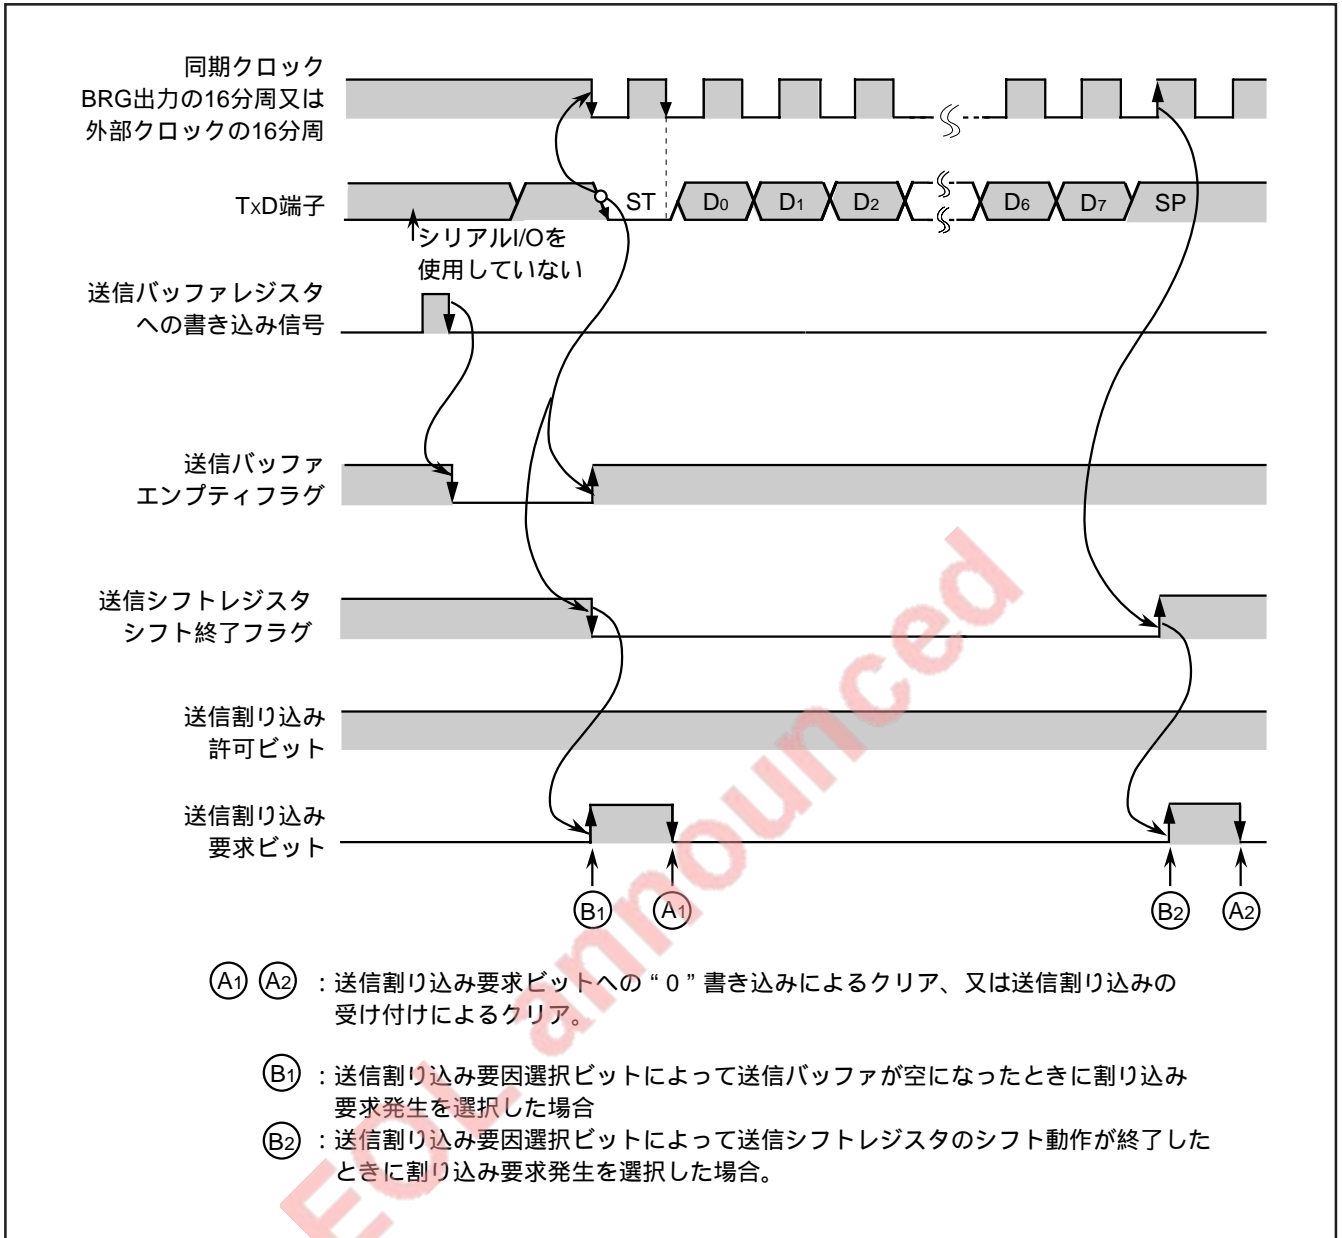 同期クロック
BRG出力の16分周又は
外部クロックの16分周
TxD端子
ST D0 D1 D2 D6 D7 SP
シリアルI/Oを
使用していない
送信バッファレジスタ
への書き込み信号
送信バッファ
エンプティフラグ
送信シフトレジスタ
シフト終了フラグ
送信割り込み
許可ビット
送信割り込み
要求ビット
B1 A1 B2 A2
A1 A2 : 送信割り込み要求ビットへの“0”書き込みによるクリア、又は送信割り込みの
受け付けによるクリア。
B1 : 送信割り込み要因選択ビットによって送信バッファが空になったときに割り込み
要求発生を選択した場合
B2 : 送信割り込み要因選択ビットによって送信シフトレジスタのシフト動作が終了した
ときに割り込み要求発生を選択した場合。
EOL announced